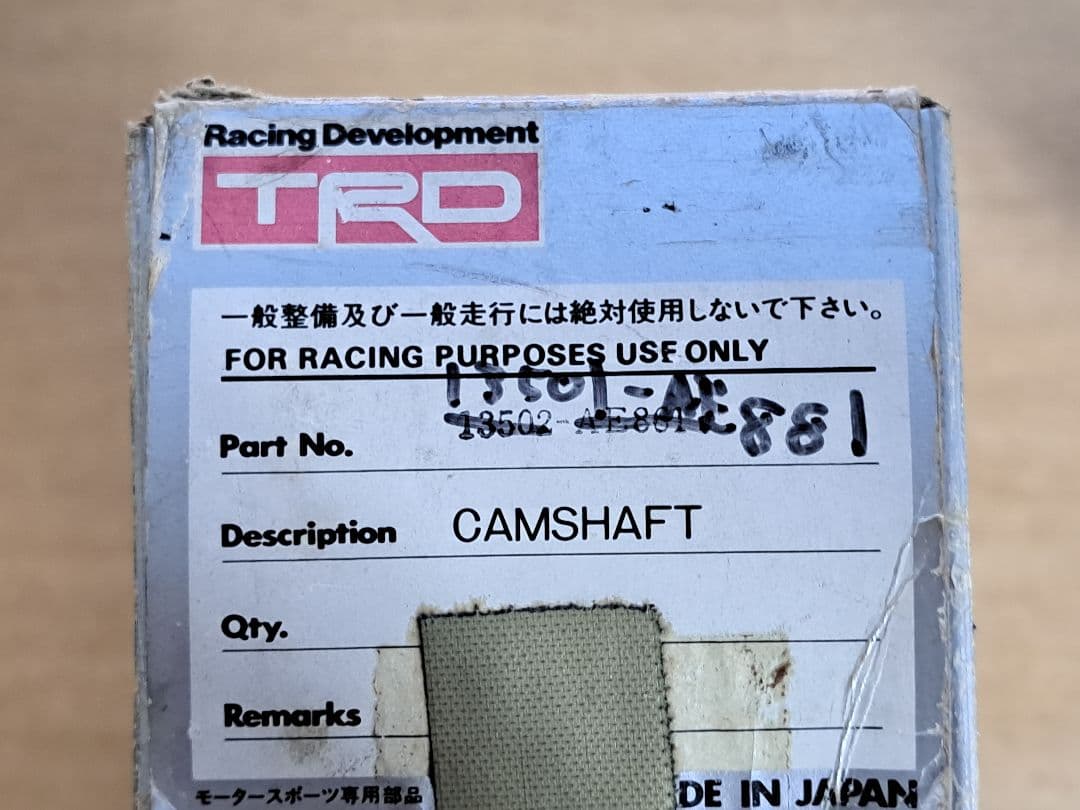 Racing Development
TRD
一般整備及び一般走行には絶対使用しないで下さい。
FOR RACING PURPOSES USE ONLY
13501-AE
881
Part No. 13502-AE861
Description CAMSHAFT
Qty.
Remarks
モータースポーツ専用部品
DE IN JAPAN